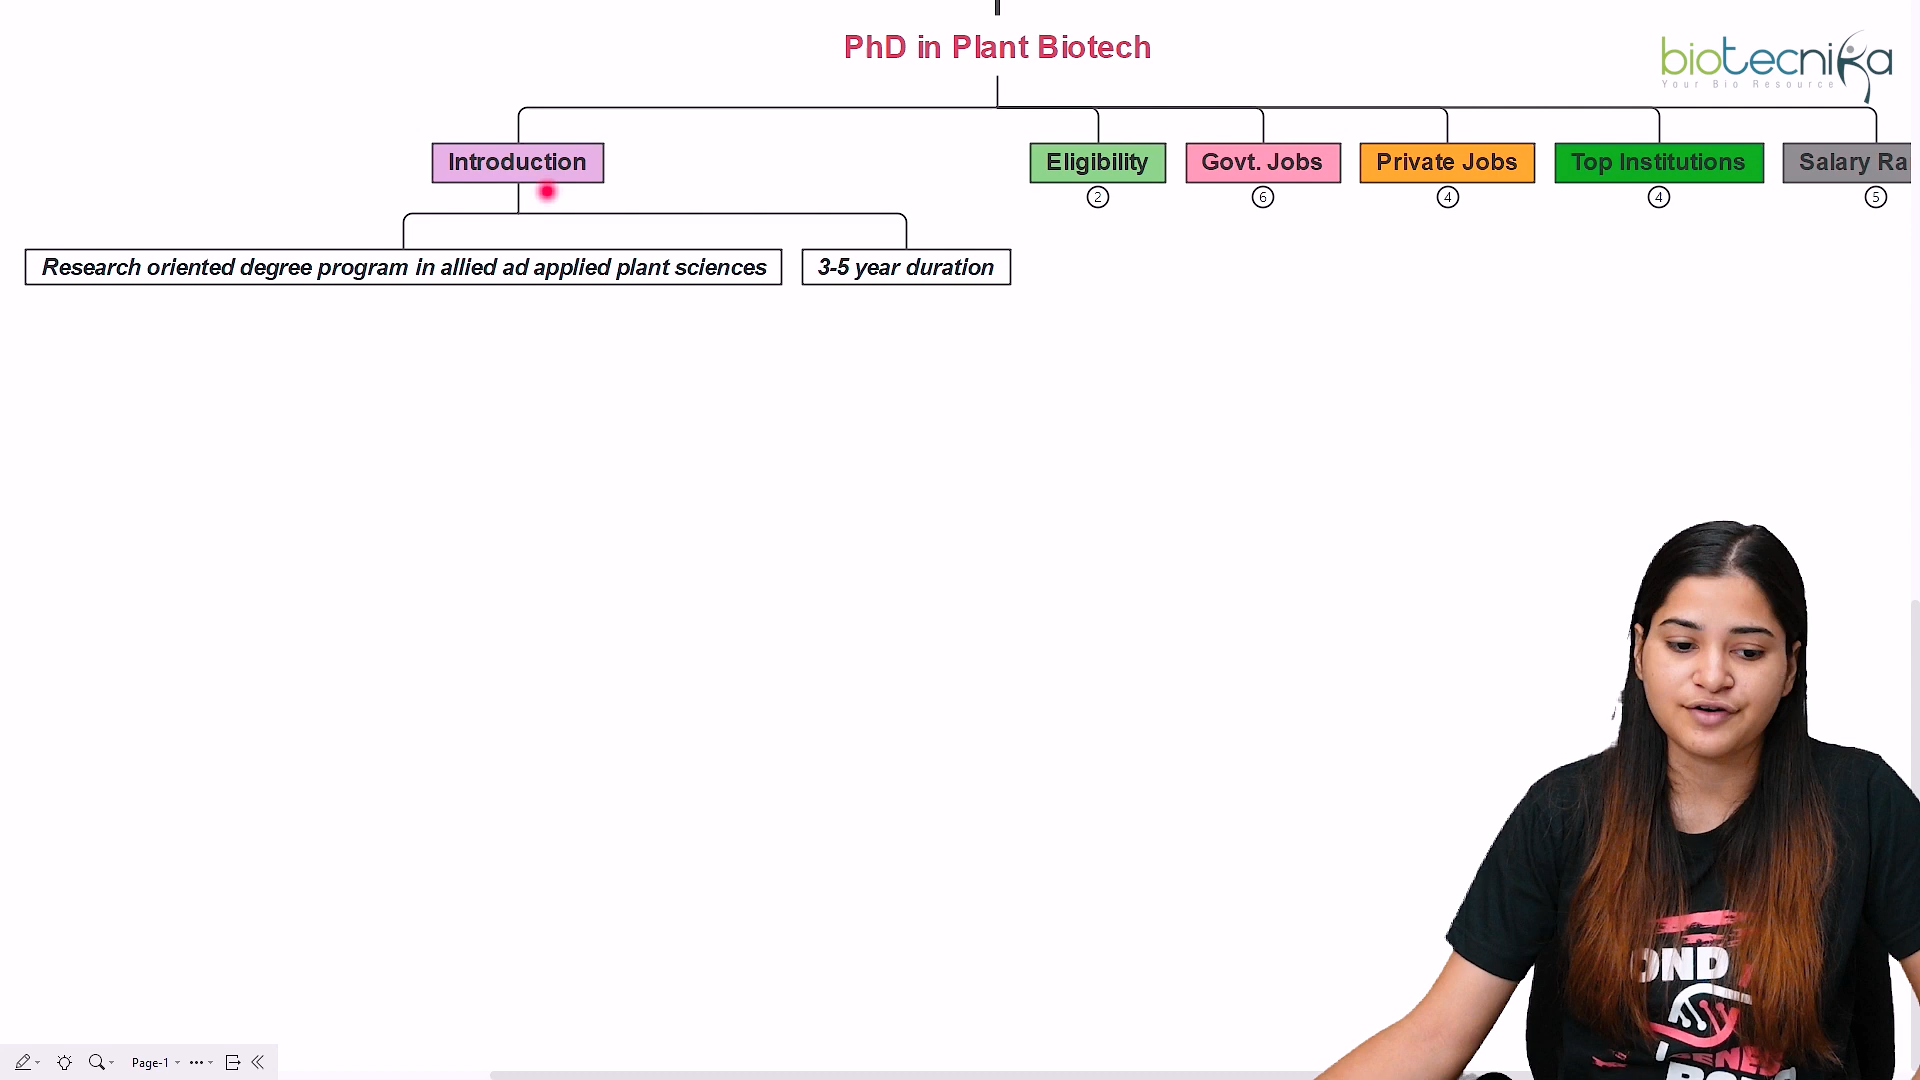 PhD in Plant Biotech
biotecnika
Your Bio Resource
Introduction
Eligibility
Govt. Jobs
Private Jobs
Top Institutions
Salary Ra
2
6
4
4
5
Research oriented degree program in allied ad applied plant sciences
3-5 year duration
OND
Page-1